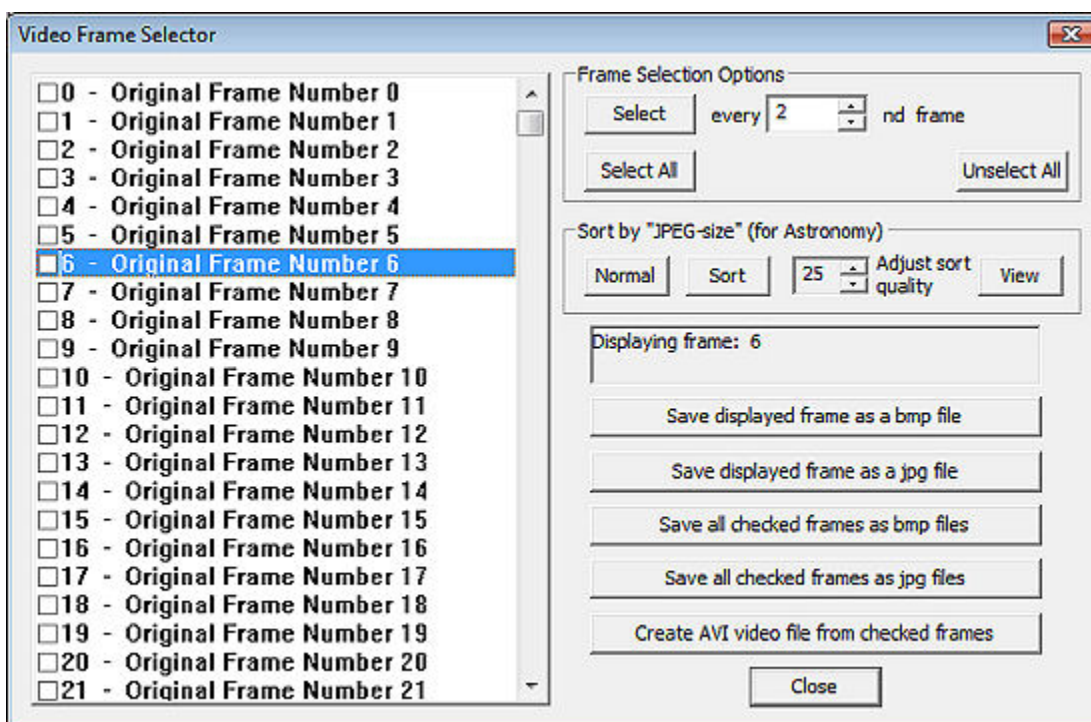 Video Frame Selector
0 - Original Frame Number 0
1 - Original Frame Number 1
2 - Original Frame Number 2
3 - Original Frame Number 3
4 - Original Frame Number 4
5 - Original Frame Number 5
6 - Original Frame Number 6
7 - Original Frame Number 7
8 - Original Frame Number 8
9 - Original Frame Number 9
10 - Original Frame Number 10
11 - Original Frame Number 11
12 - Original Frame Number 12
13 - Original Frame Number 13
14 - Original Frame Number 14
15 - Original Frame Number 15
16 - Original Frame Number 16
17 - Original Frame Number 17
18 - Original Frame Number 18
19 - Original Frame Number 19
20 - Original Frame Number 20
21 - Original Frame Number 21
Frame Selection Options
Select every 2 nd frame
Select All Unselect All
Sort by "JPEG-size" (for Astronomy)
Normal Sort 25 Adjust sort quality View
Displaying frame: 6
Save displayed frame as a bmp file
Save displayed frame as a jpg file
Save all checked frames as bmp files
Save all checked frames as jpg files
Create AVI video file from checked frames
Close